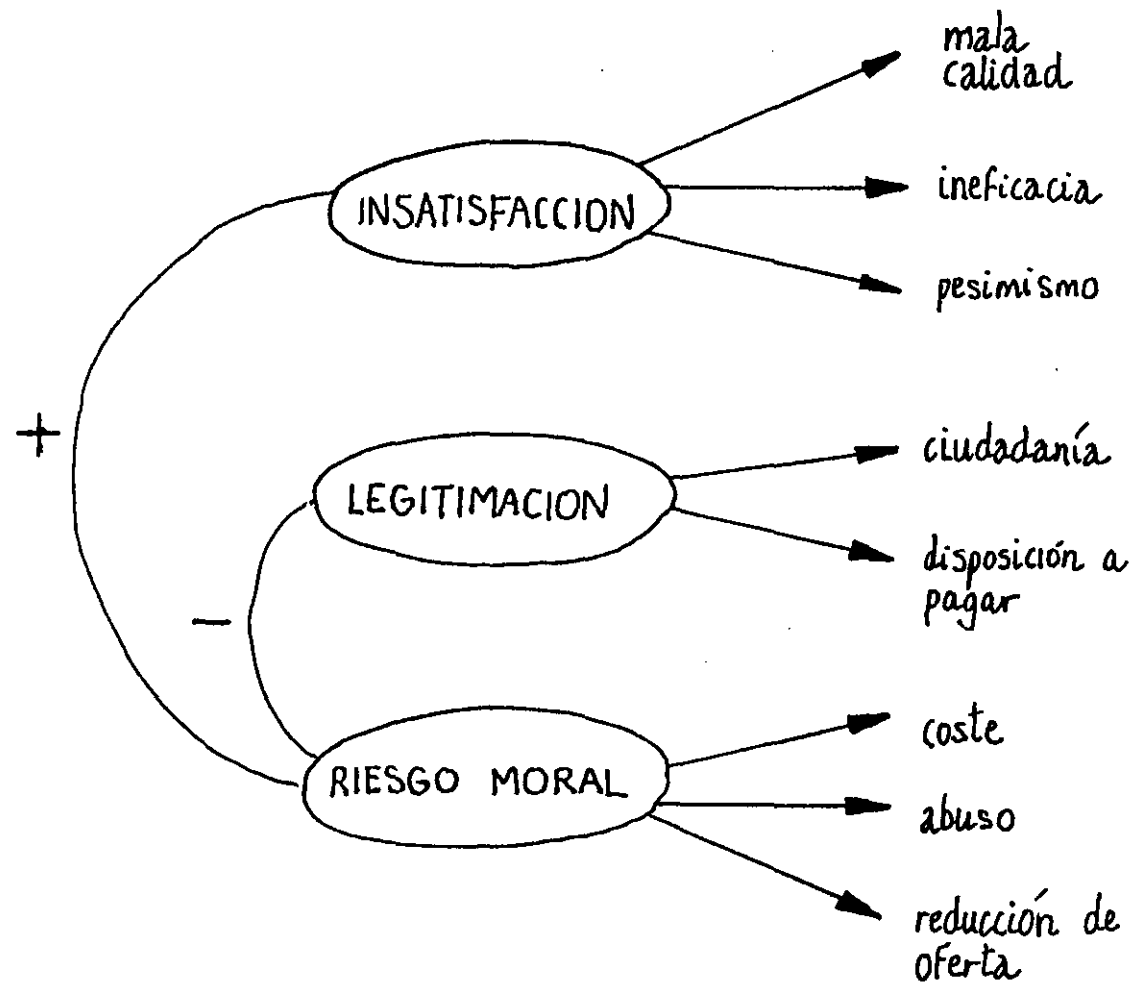 mala
calidad
INSATISFACCION
ineficacia
pesimismo
+
ciudadanía
LEGITIMACION
disposición a
pagar
−
coste
RIESGO MORAL
abuso
reducción de
oferta